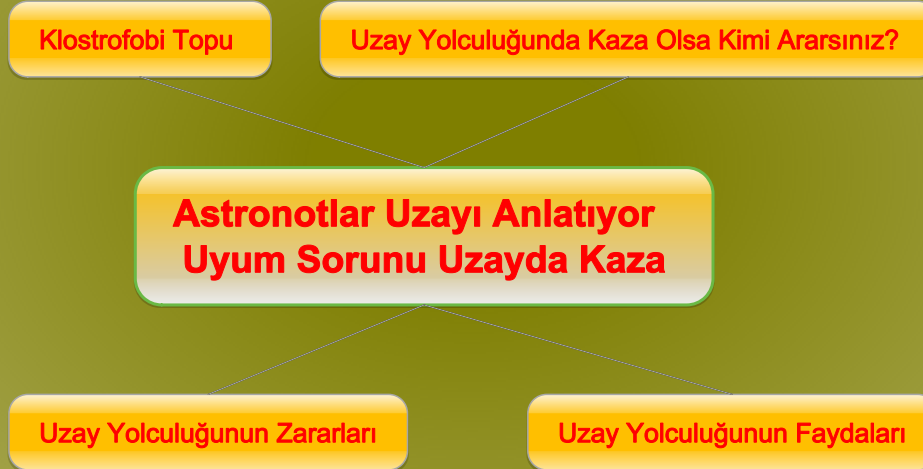 Klostrofobi Topu
Uzay Yolculuğunda Kaza Olsa Kimi Ararsınız?
Astronotlar Uzayı Anlatıyor
Uyum Sorunu Uzayda Kaza
Uzay Yolculuğunun Zararları
Uzay Yolculuğunun Faydaları